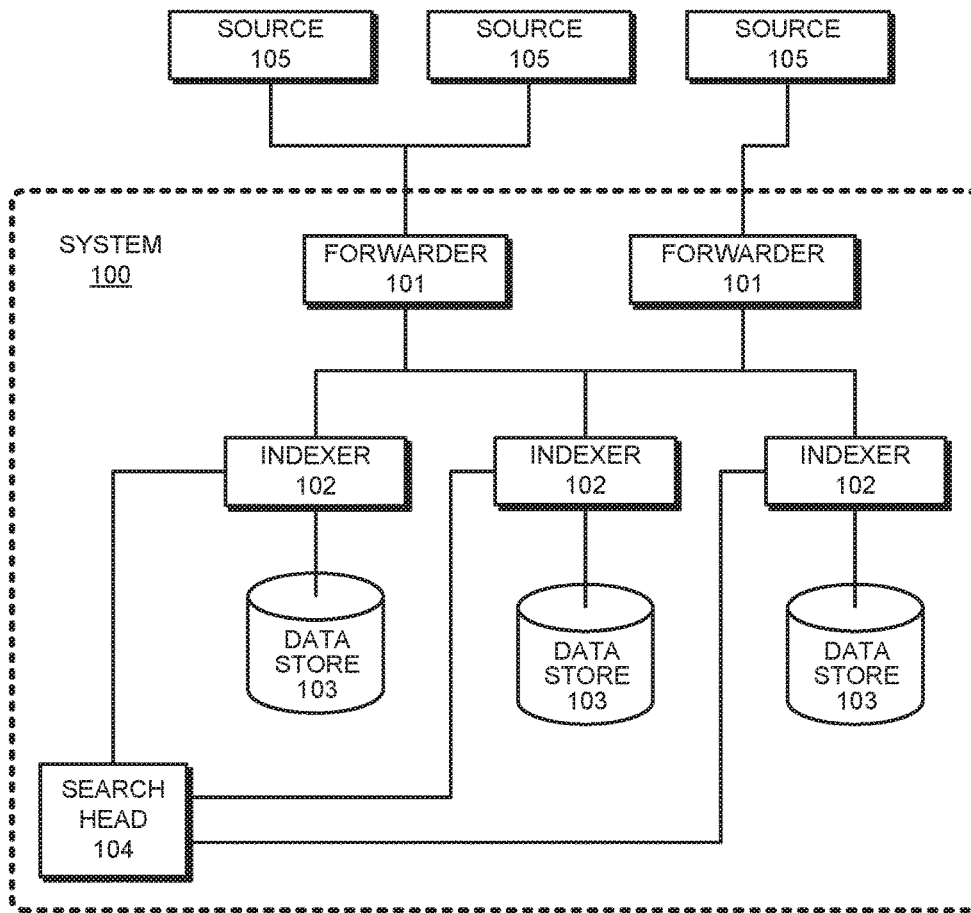 SOURCE
105
SOURCE
105
SOURCE
105
SYSTEM
100
FORWARDER
101
FORWARDER
101
INDEXER
102
INDEXER
102
INDEXER
102
DATA
STORE
103
DATA
STORE
103
DATA
STORE
103
SEARCH
HEAD
104